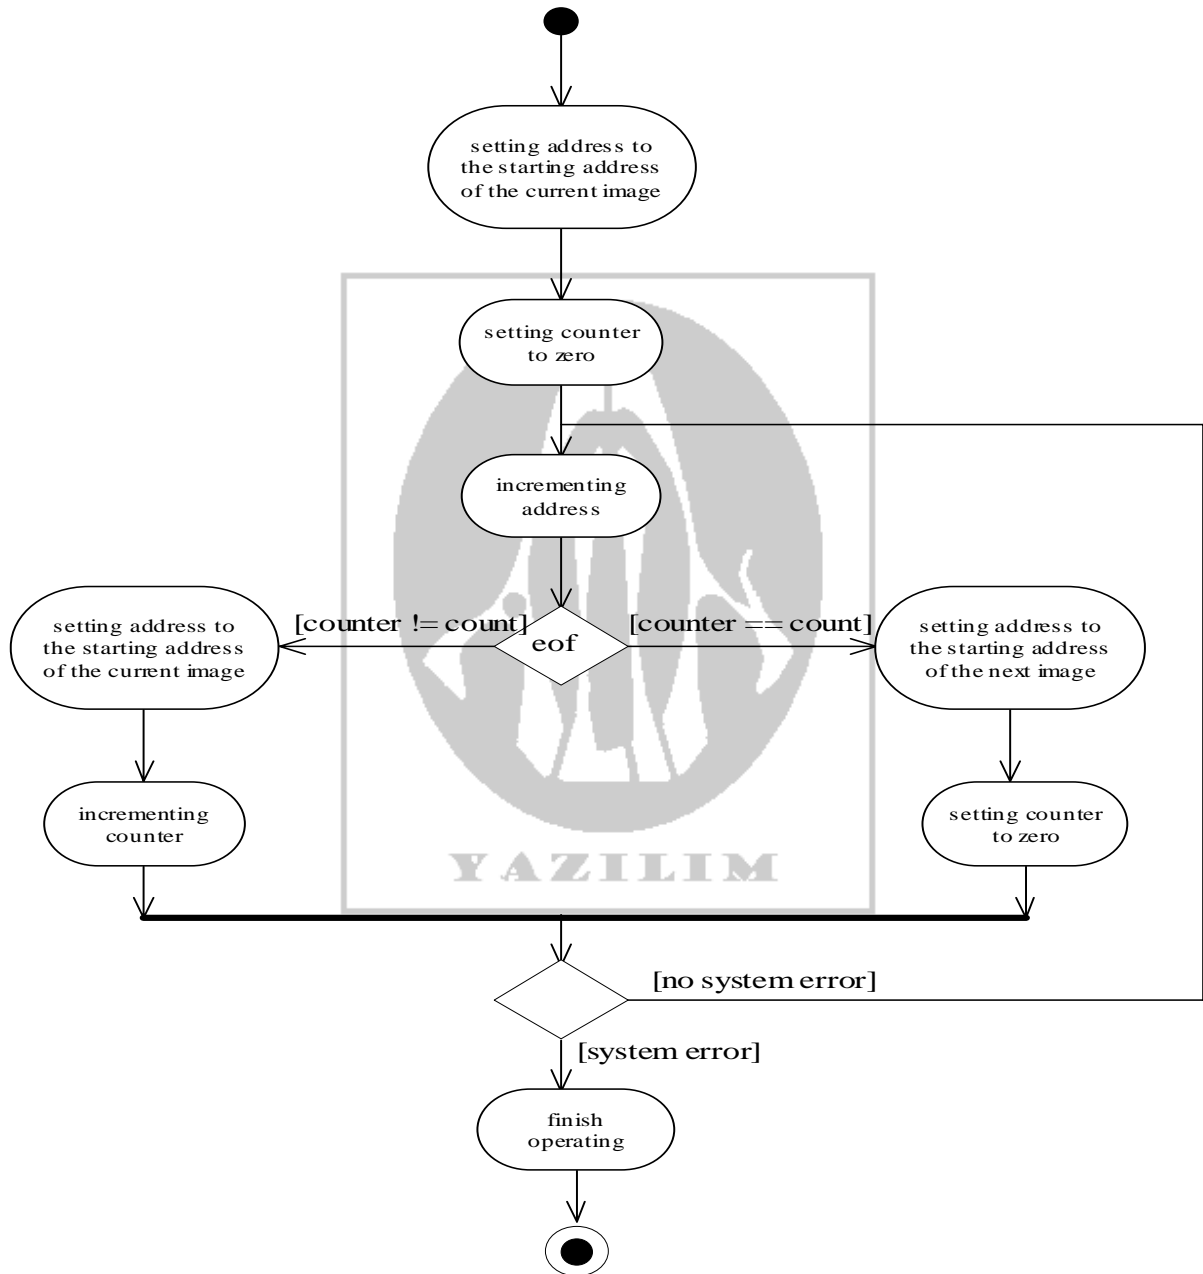 setting address to
the starting address
of the current image
setting counter
to zero
incrementing
address
[counter != count]
eof
[counter == count]
setting address to
the starting address
of the current image
setting address to
the starting address
of the next image
incrementing
counter
setting counter
to zero
YAZILIM
[no system error]
[system error]
finish
operating